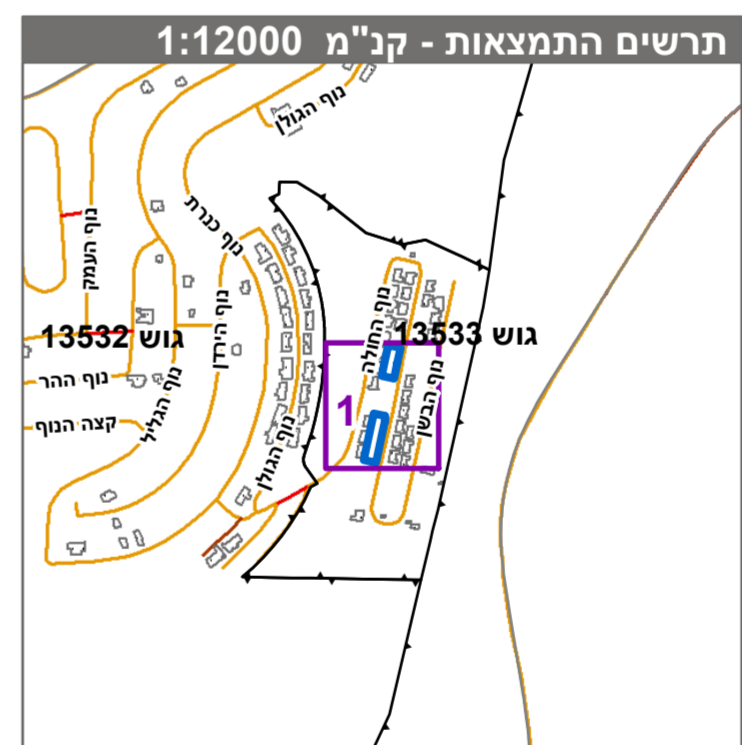 תרשים התמצאות - קנ"מ 1:12000
נוף הגולן
נוף כנרת
נוף העמק
נוף החולה
נוף הירדן
גוש 13533
גוש 13532
נוף הבשן
נוף ההר
נוף הגליל
1
קצה הנוף
נוף הגולן